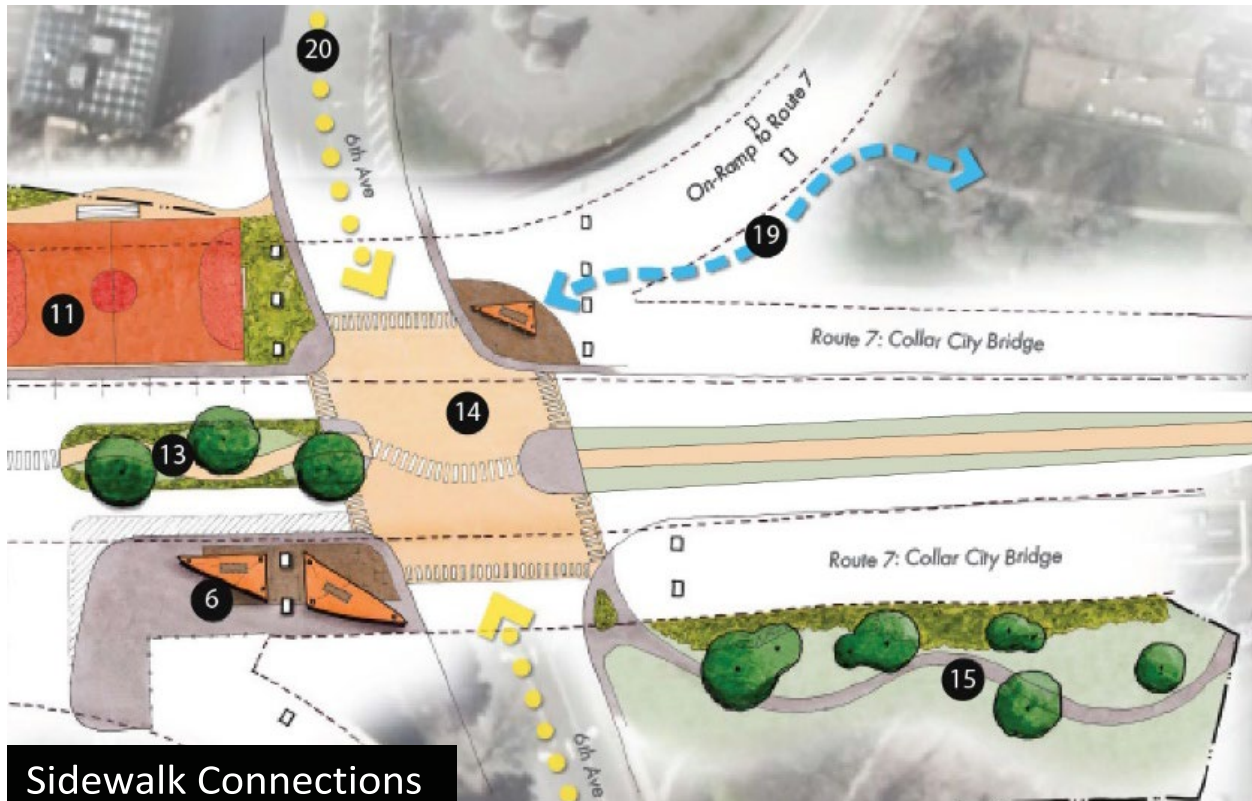 20
6th Ave
On-Ramp to Route 7
19
11
Route 7: Collar City Bridge
14
13
Route 7: Collar City Bridge
6
15
6th Ave
Sidewalk Connections